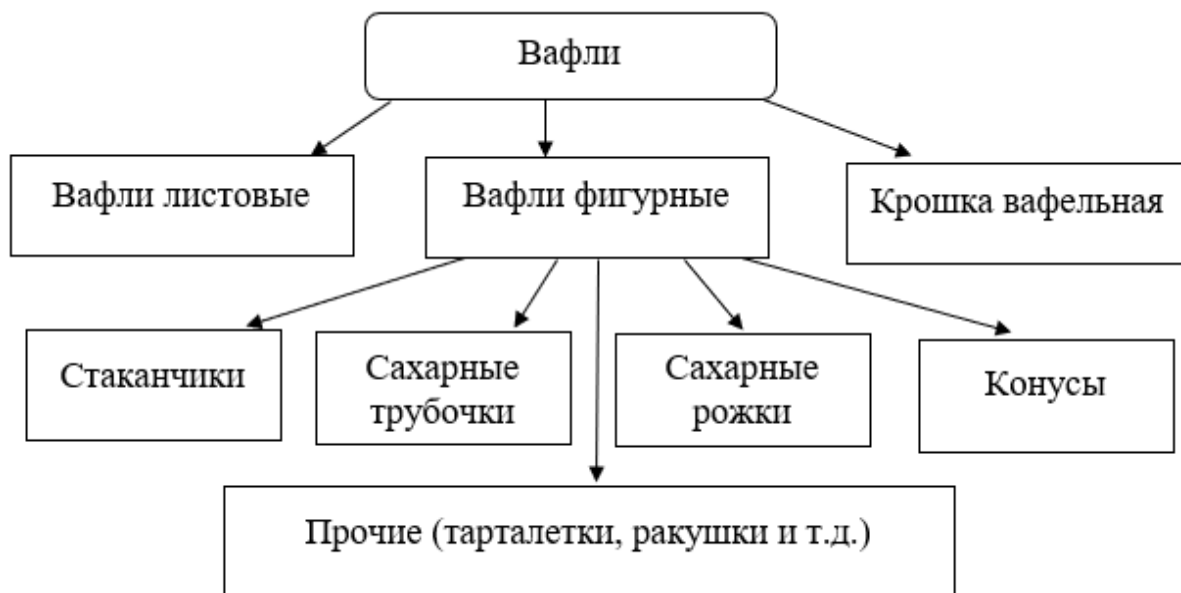 Вафли
Вафли листовые
Вафли фигурные
Крошка вафельная
Стаканчики
Сахарные
трубочки
Сахарные
рожки
Конусы
Прочие (тарталетки, ракушки и т.д.)